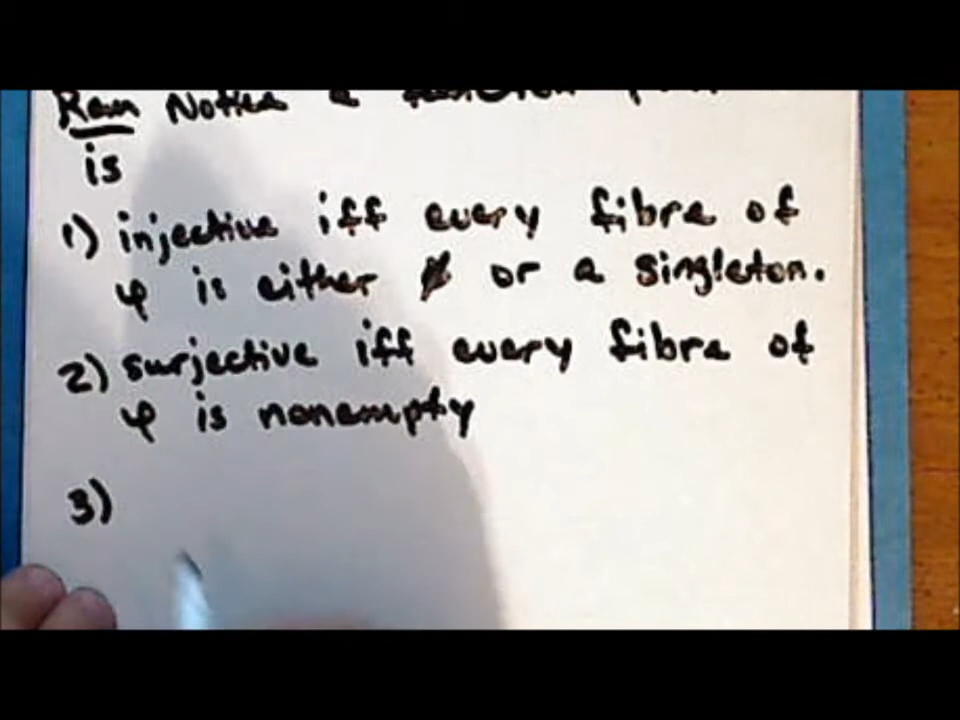 Rem Notice a function
is
1) injective iff every fibre of
φ is either ∅ or a singleton.
2) surjective iff every fibre of
φ is nonempty
3)